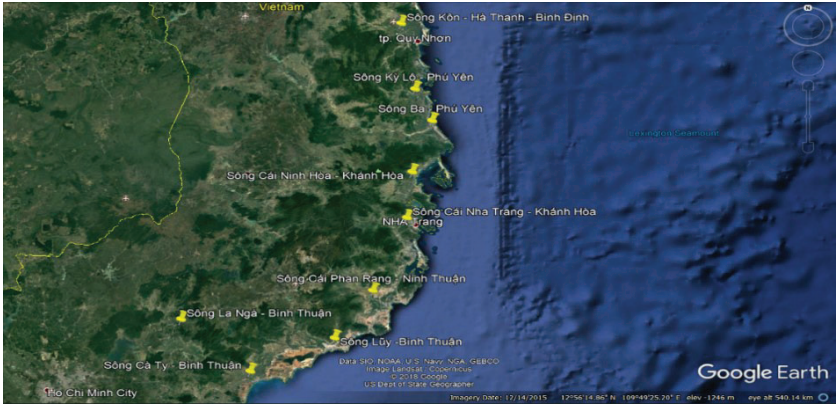 Vietnam
Sông Kôn - Hà Thanh - Bình Định
tp. Quy Nhơn
Sông Kỳ Lộ - Phú Yên
Sông Ba - Phú Yên
Lexington Seamount
Sông Cái Ninh Hòa - Khánh Hòa
Sông Cái Nha Trang - Khánh Hòa
NHA Trang
Sông Cái Phan Rang - Ninh Thuận
Sông La Ngà - Bình Thuận
Sông Lũy -Bình Thuận
Sông Cà Ty - Bình Thuận
Ho Chi Minh City
Data SIO, NOAA, U.S. Navy, NGA, GEBCO
Image Landsat / Copernicus
© 2018 Google
US Dept of State Geographer
Google Earth
Imagery Date: 12/14/2015 12°56'14.86" N 109°49'25.20" E elev -1246 m eye alt 540.14 km
N